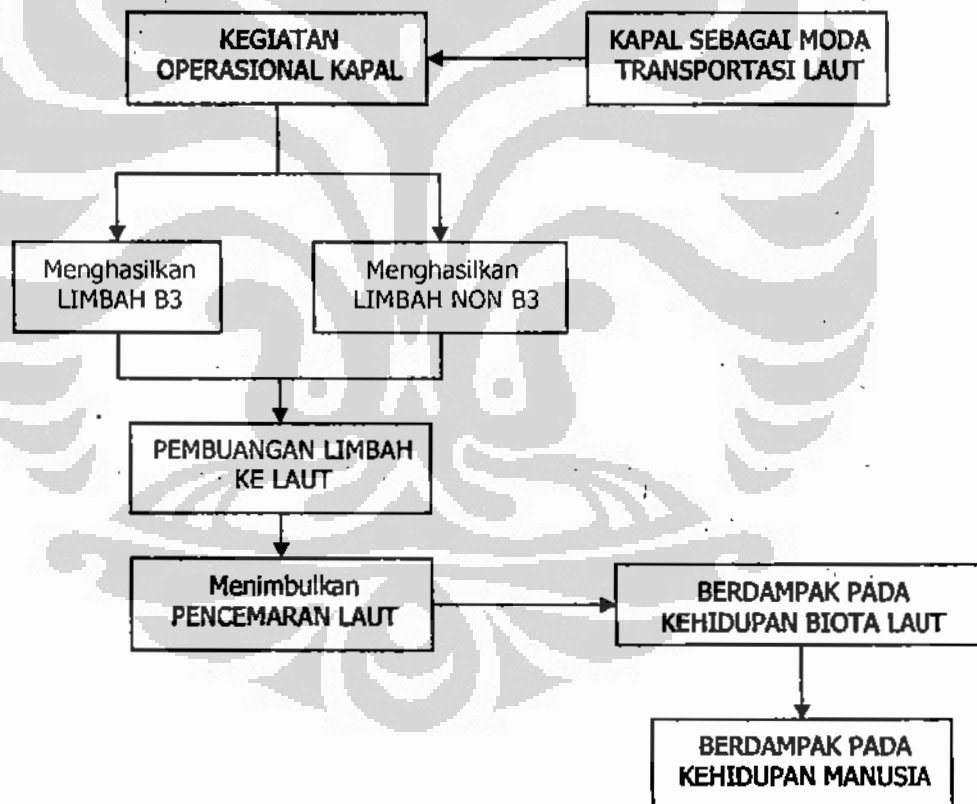 KEGIATAN
OPERASIONAL KAPAL
KAPAL SEBAGAI MODA
TRANSPORTASI LAUT
Menghasilkan
LIMBAH B3
Menghasilkan
LIMBAH NON B3
PEMBUANGAN LIMBAH
KE LAUT
Menimbulkan
PENCEMARAN LAUT
BERDAMPAK PADA
KEHIDUPAN BIOTA LAUT
BERDAMPAK PADA
KEHIDUPAN MANUSIA